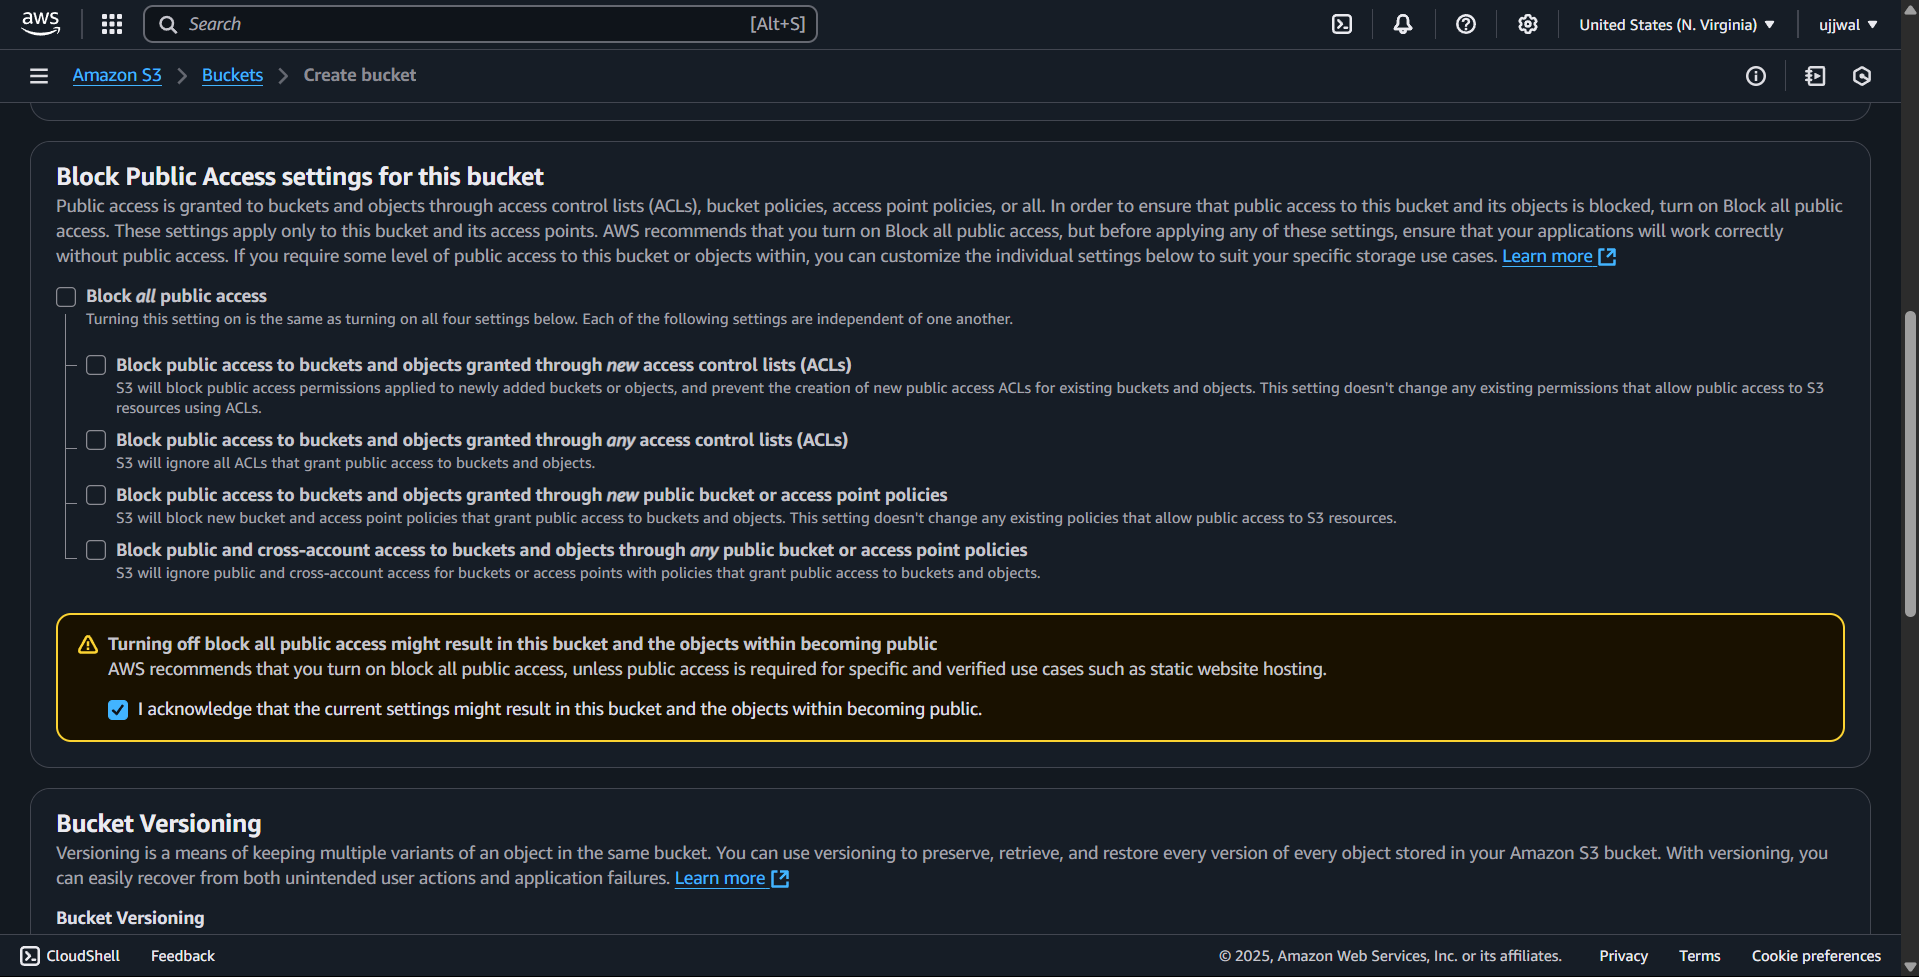 aws
Search [Alt+S]
United States (N. Virginia)
ujjwal
Amazon S3
Buckets
Create bucket
Block Public Access settings for this bucket
Public access is granted to buckets and objects through access control lists (ACLs), bucket policies, access point policies, or all. In order to ensure that public access to this bucket and its objects is blocked, turn on Block all public
access. These settings apply only to this bucket and its access points. AWS recommends that you turn on Block all public access, but before applying any of these settings, ensure that your applications will work correctly
without public access. If you require some level of public access to this bucket or objects within, you can customize the individual settings below to suit your specific storage use cases. Learn more
Block all public access
Turning this setting on is the same as turning on all four settings below. Each of the following settings are independent of one another.
Block public access to buckets and objects granted through new access control lists (ACLs)
S3 will block public access permissions applied to newly added buckets or objects, and prevent the creation of new public access ACLs for existing buckets and objects. This setting doesn't change any existing permissions that allow public access to S3
resources using ACLs.
Block public access to buckets and objects granted through any access control lists (ACLs)
S3 will ignore all ACLs that grant public access to buckets and objects.
Block public access to buckets and objects granted through new public bucket or access point policies
S3 will block new bucket and access point policies that grant public access to buckets and objects. This setting doesn't change any existing policies that allow public access to S3 resources.
Block public and cross-account access to buckets and objects through any public bucket or access point policies
S3 will ignore public and cross-account access for buckets or access points with policies that grant public access to buckets and objects.
Turning off block all public access might result in this bucket and the objects within becoming public
AWS recommends that you turn on block all public access, unless public access is required for specific and verified use cases such as static website hosting.
I acknowledge that the current settings might result in this bucket and the objects within becoming public.
Bucket Versioning
Versioning is a means of keeping multiple variants of an object in the same bucket. You can use versioning to preserve, retrieve, and restore every version of every object stored in your Amazon S3 bucket. With versioning, you
can easily recover from both unintended user actions and application failures. Learn more
Bucket Versioning
CloudShell
Feedback
© 2025, Amazon Web Services, Inc. or its affiliates.
Privacy
Terms
Cookie preferences